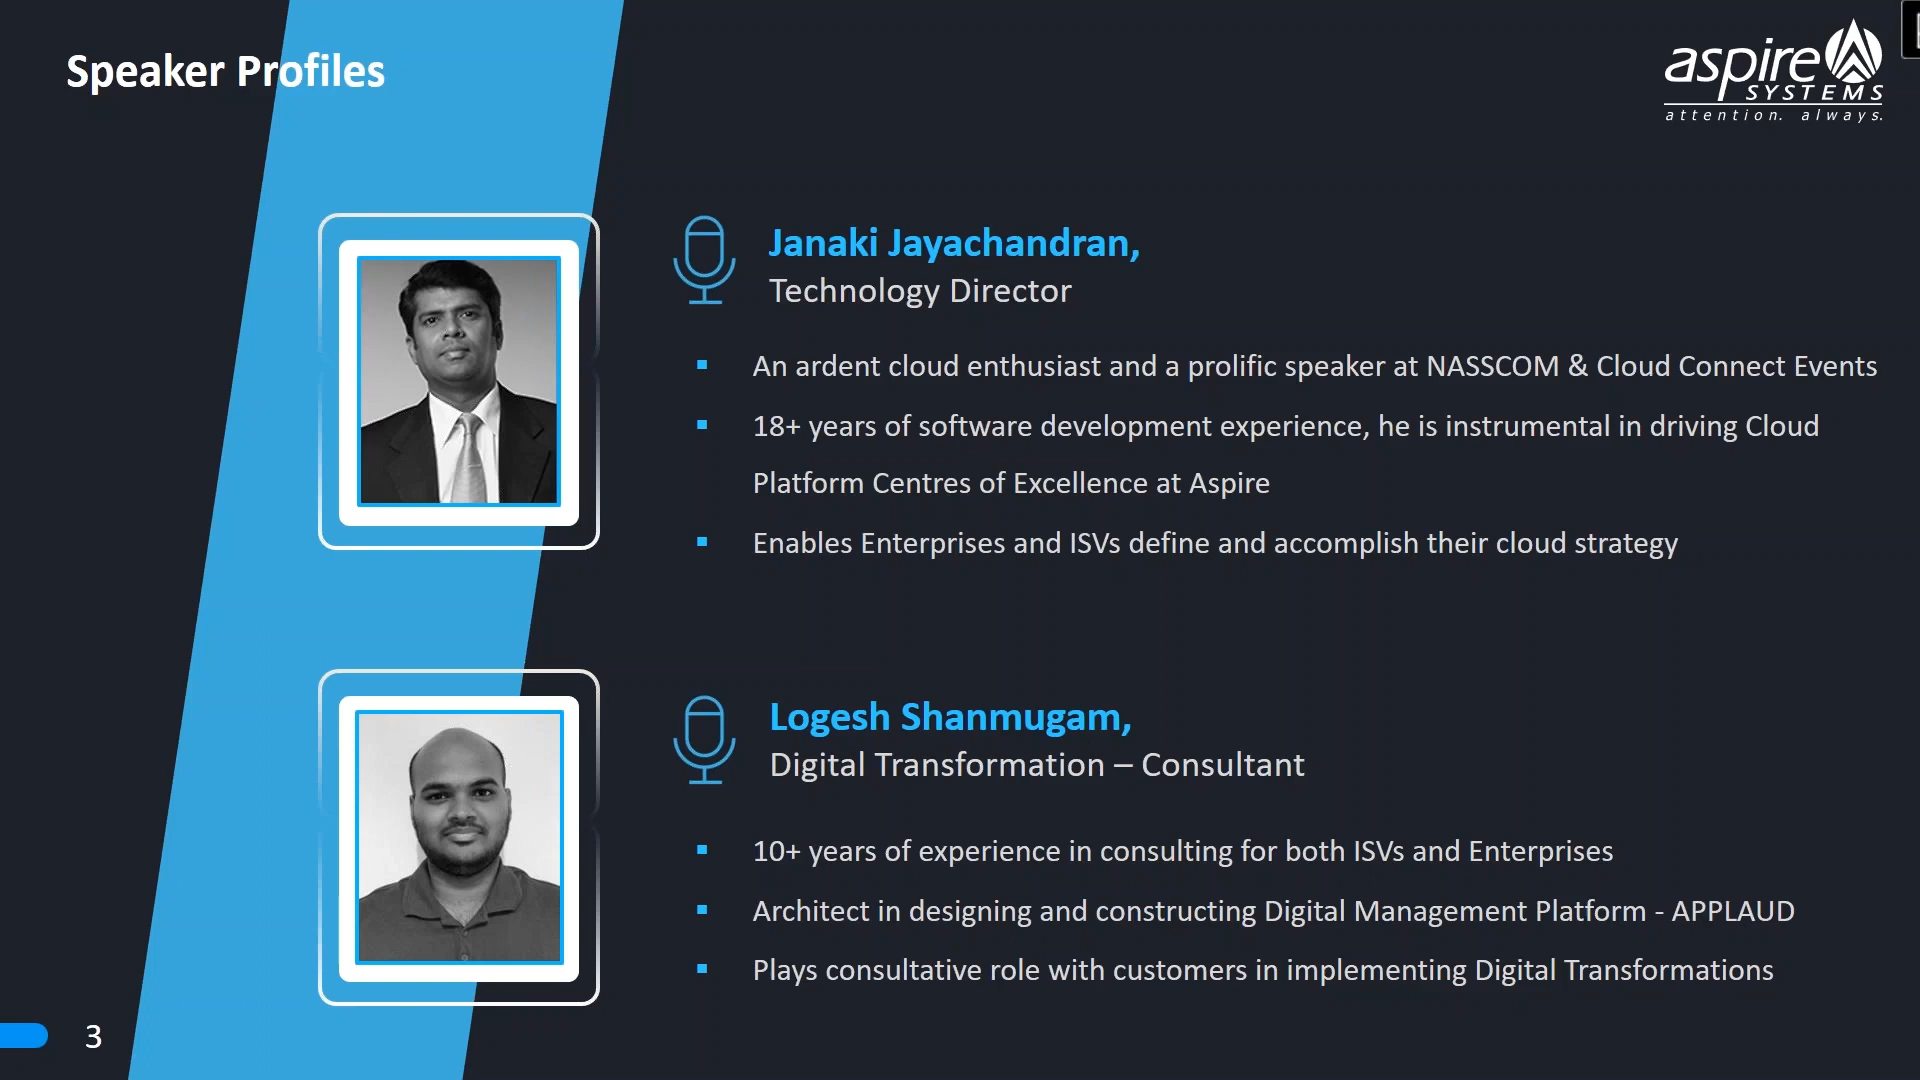 Speaker Profiles
aspire
SYSTEMS
attention. always.
Janaki Jayachandran,
Technology Director
An ardent cloud enthusiast and a prolific speaker at NASSCOM & Cloud Connect Events
18+ years of software development experience, he is instrumental in driving Cloud
Platform Centres of Excellence at Aspire
Enables Enterprises and ISVs define and accomplish their cloud strategy
Logesh Shanmugam,
Digital Transformation – Consultant
10+ years of experience in consulting for both ISVs and Enterprises
Architect in designing and constructing Digital Management Platform - APPLAUD
Plays consultative role with customers in implementing Digital Transformations
3